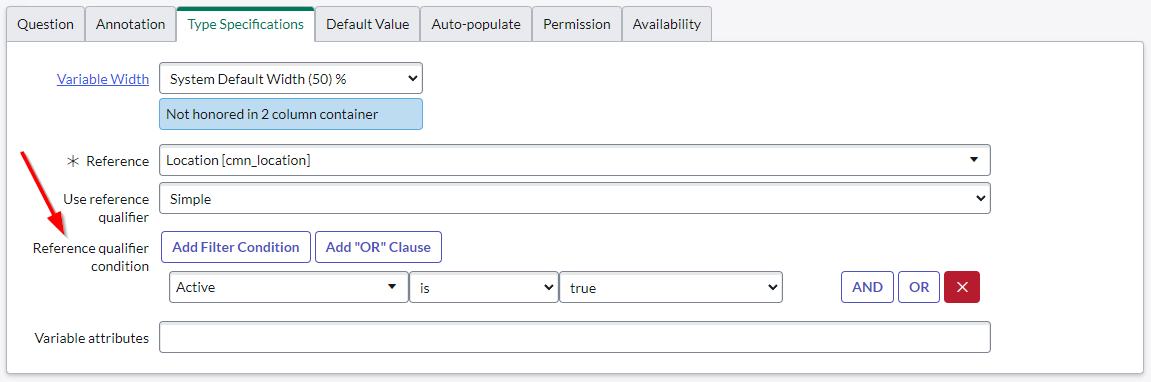 Question Annotation Type Specifications Default Value Auto-populate Permission Availability
Variable Width System Default Width (50) %
Not honored in 2 column container
Reference Location [cmn_location]
Use reference qualifier Simple
Reference qualifier condition Add Filter Condition Add "OR" Clause
Active is true AND OR
Variable attributes